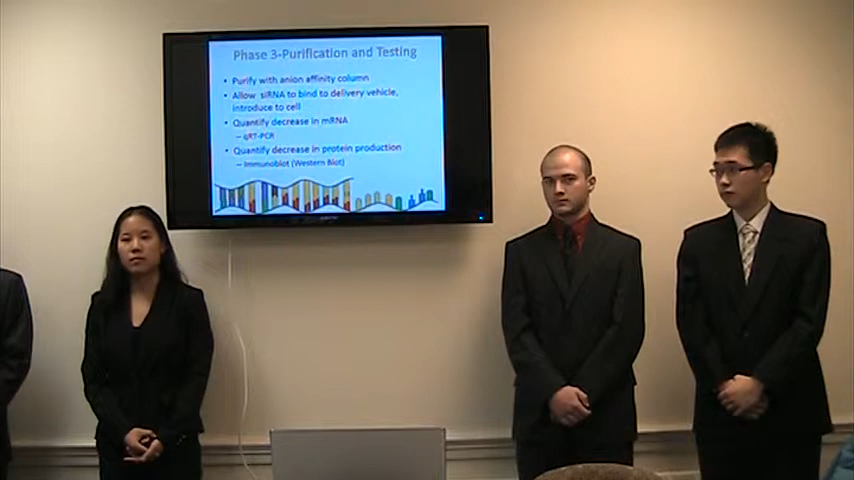 Phase 3-Purification and Testing
• Purify with anion affinity column
• Allow siRNA to bind to delivery vehicle,
introduce to cell
• Quantify decrease in mRNA
– qRT-PCR
• Quantify decrease in protein production
– Immunoblot (Western Blot)